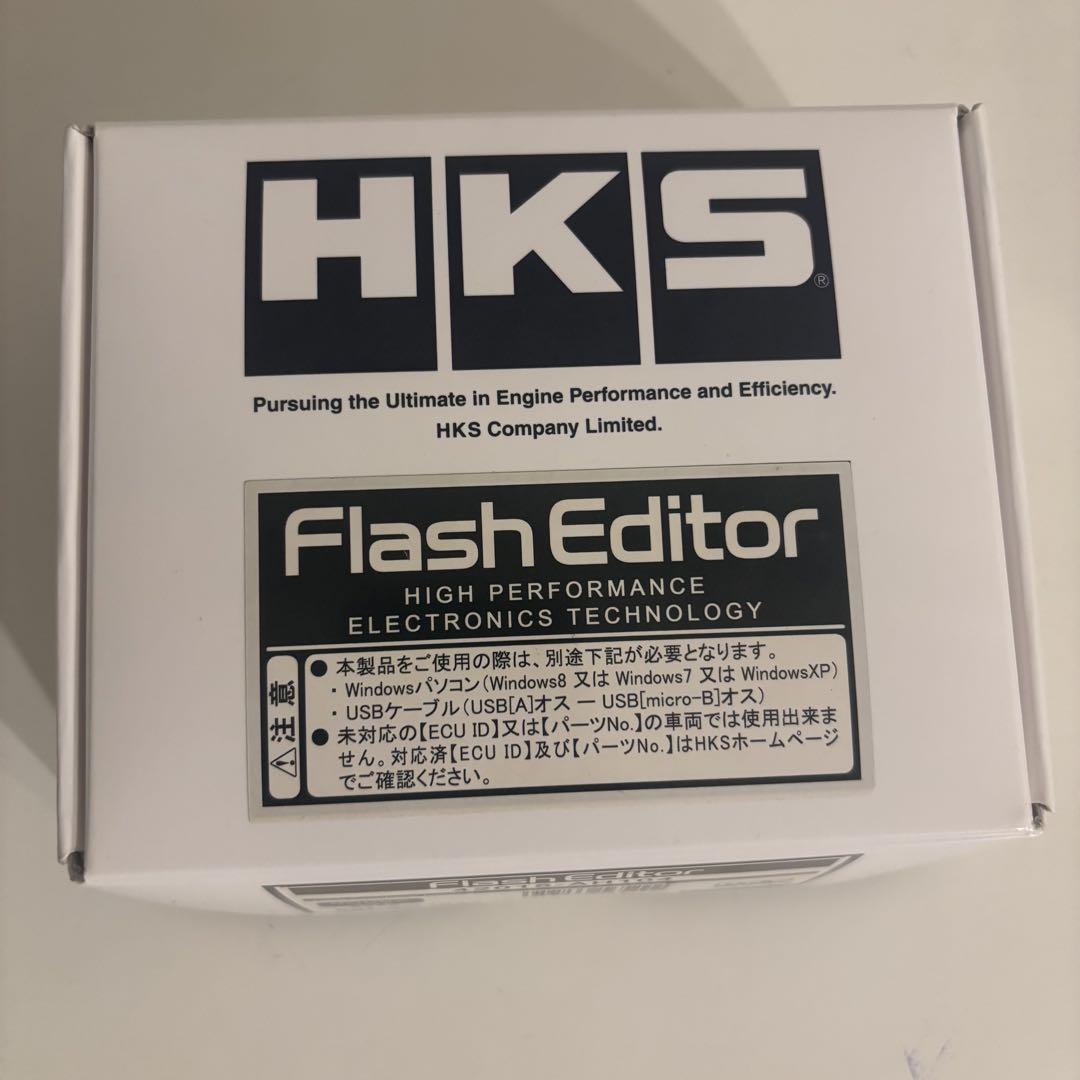 HKS®
Pursuing the Ultimate in Engine Performance and Efficiency.
HKS Company Limited.
Flash Editor
HIGH PERFORMANCE
ELECTRONICS TECHNOLOGY
⚠注意
● 本製品をご使用の際は、別途下記が必要となります。
・Windowsパソコン(Windows8 又は Windows7 又は WindowsXP)
・USBケーブル(USB[A]オス ー USB[micro-B]オス)
● 未対応の【ECU ID】又は【パーツNo.】の車両では使用出来ま
せん。対応済【ECU ID】及び【パーツNo.】はHKSホームページ
でご確認ください。
Flash Editor